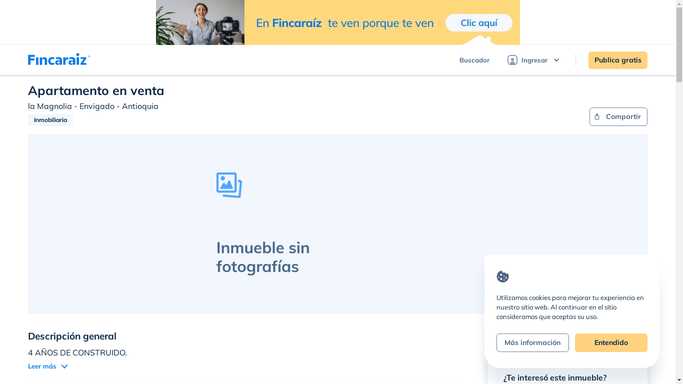 En Fincaraíz te ven porque te ven
Clic aquí
Fıncaraiz
Buscador
Ingresar
Publica gratis
Apartamento en venta
la Magnolia - Envigado - Antioquia
Inmobiliaria
Compartir
Inmueble sin
fotografías
Utilizamos cookies para mejorar tu experiencia en
nuestro sitio web. Al continuar en el sitio
consideramos que aceptas su uso.
Más información
Entendido
Descripción general
4 AÑOS DE CONSTRUIDO,
Leer más
¿Te interesó este inmueble?